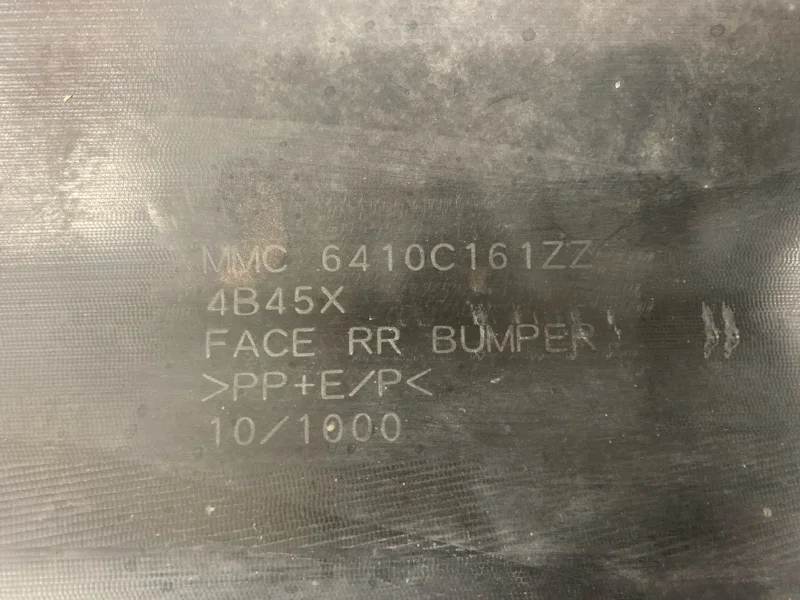 MMC 6410C161ZZ
4B45X
FACE RR BUMPER
>PP+E/P<
10/1000